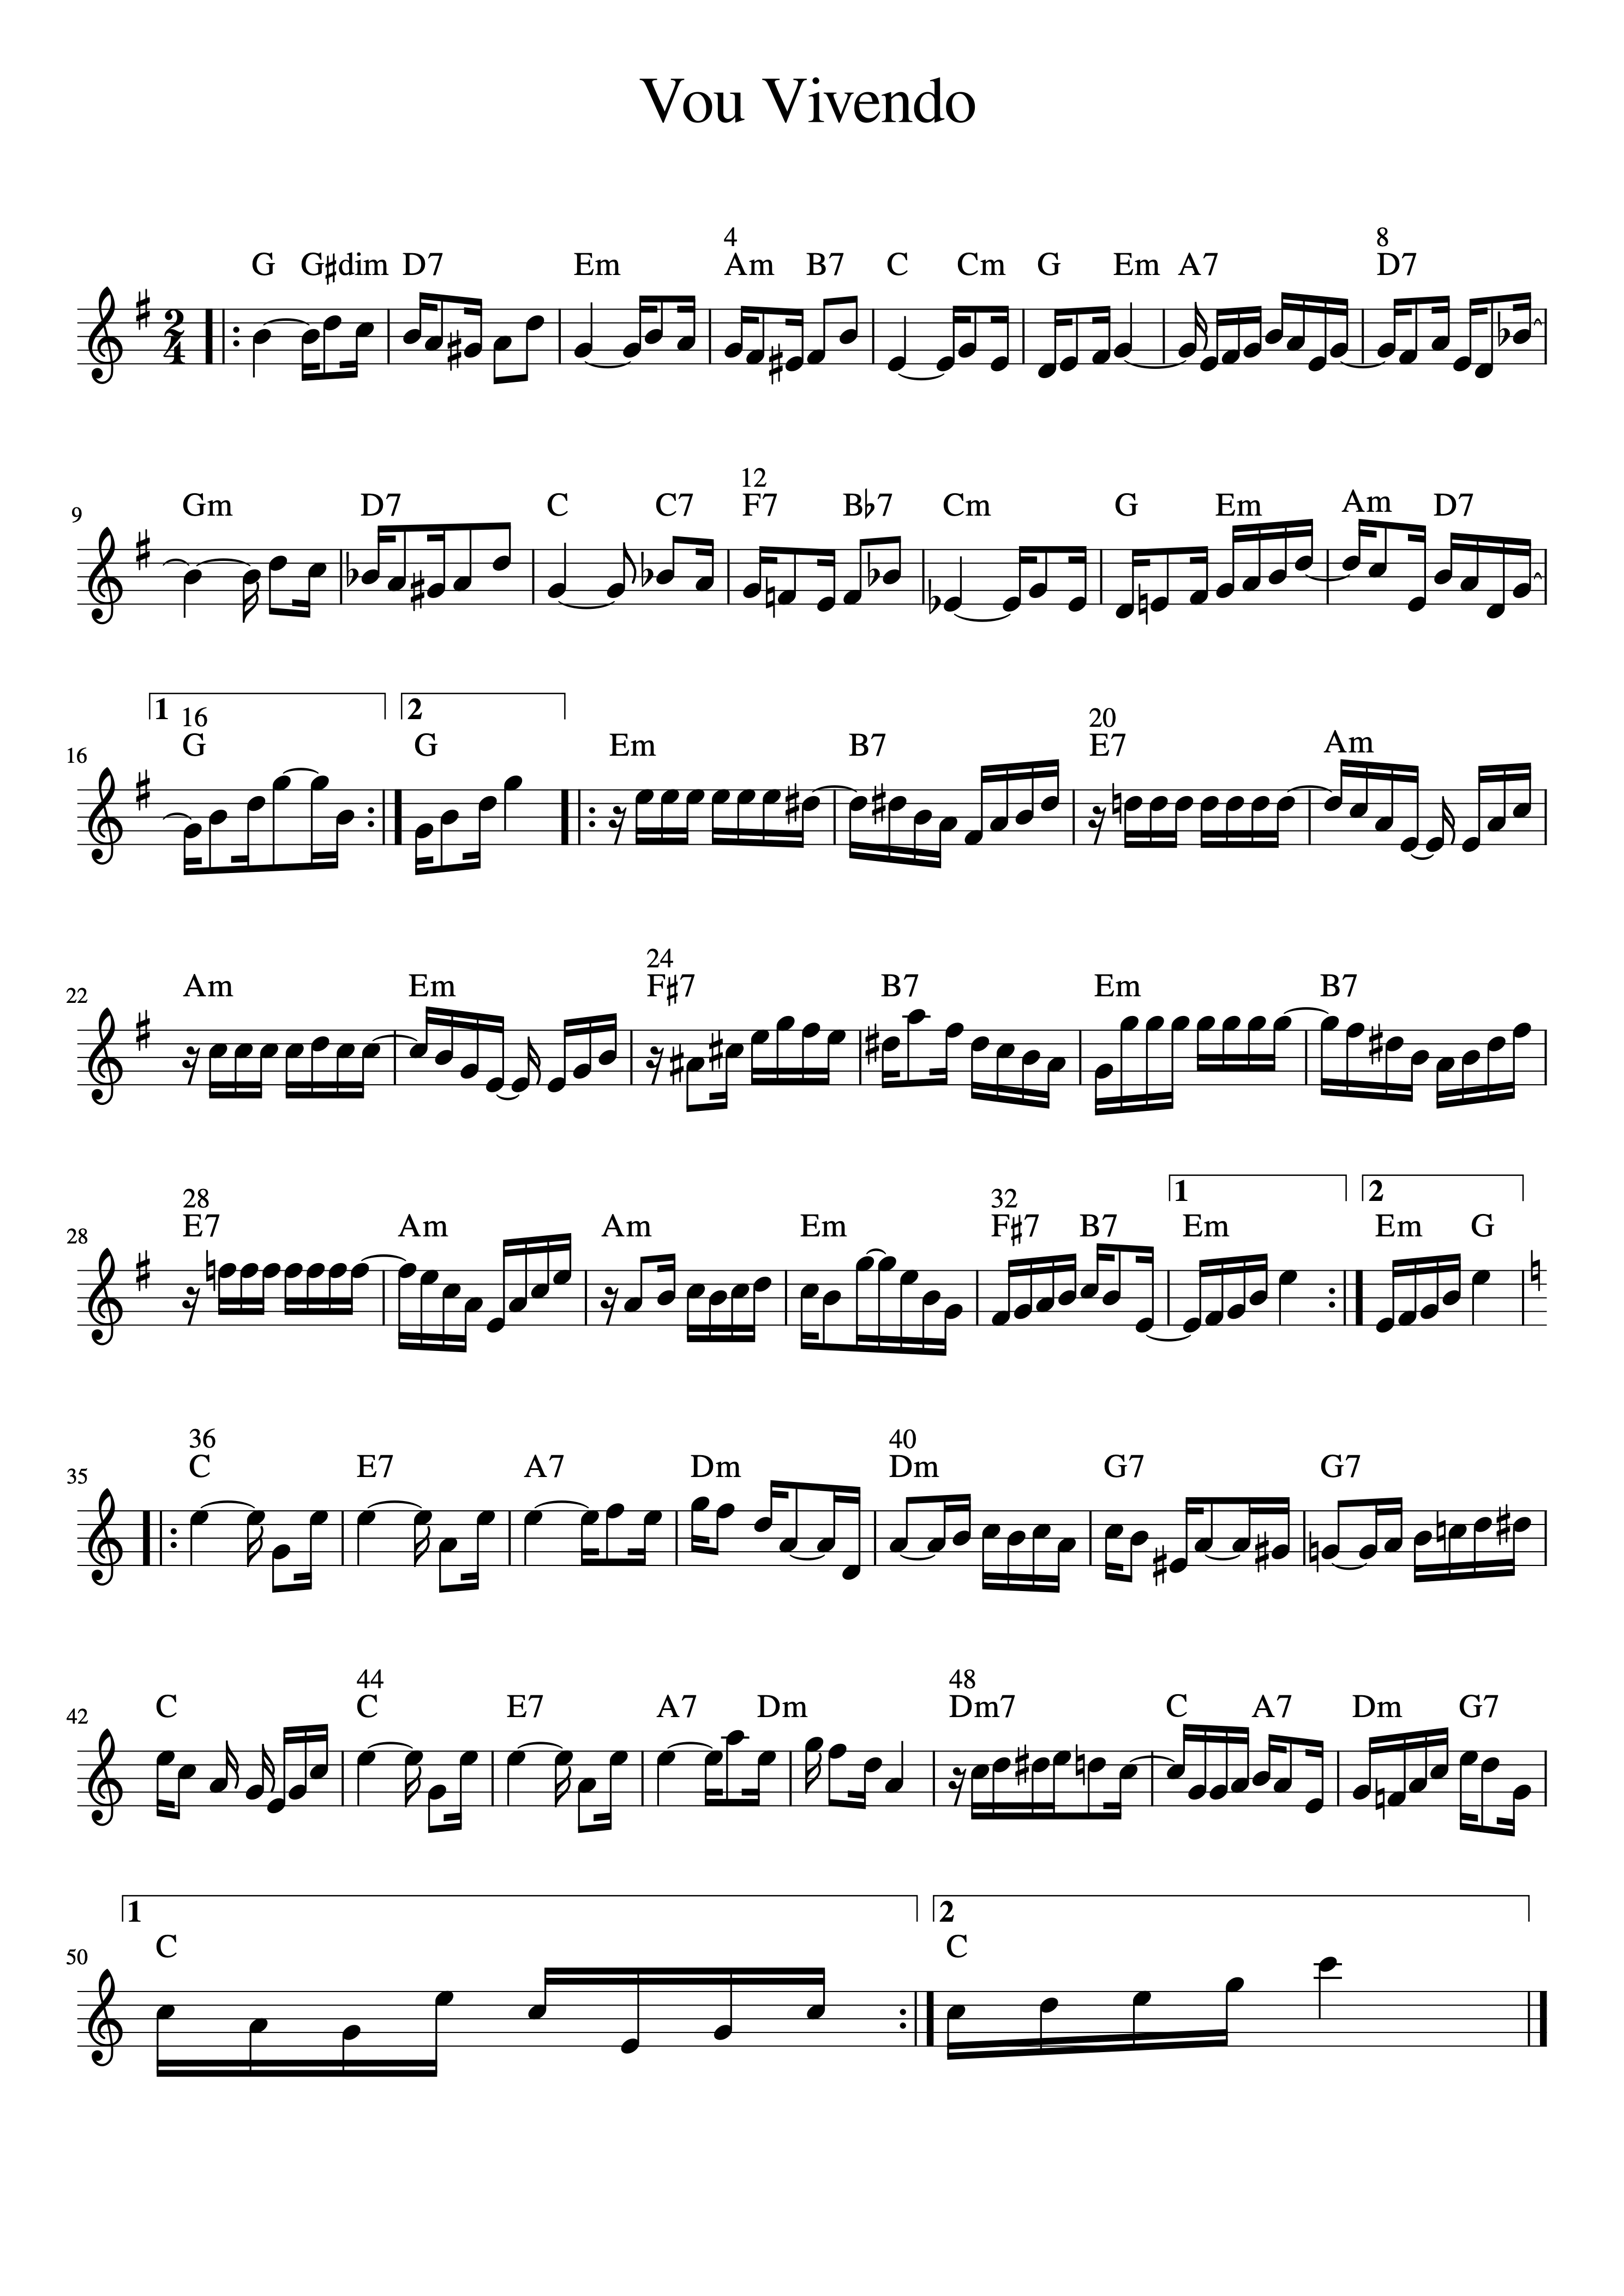 Vou Vivendo
4 8
G G♯dim D7 Em Am B7 C Cm G Em A7 D7
2
4
12
9 Gm D7 C C7 F7 B♭7 Cm G Em Am D7
1 2
16 20
16 G G Em B7 E7 Am
24
22 Am Em F♯7 B7 Em B7
1 2
28 32
28 E7 Am Am Em F♯7 B7 Em Em G
36 40
35 C E7 A7 Dm Dm G7 G7
44 48
42 C C E7 A7 Dm Dm7 C A7 Dm G7
1 2
50 C C